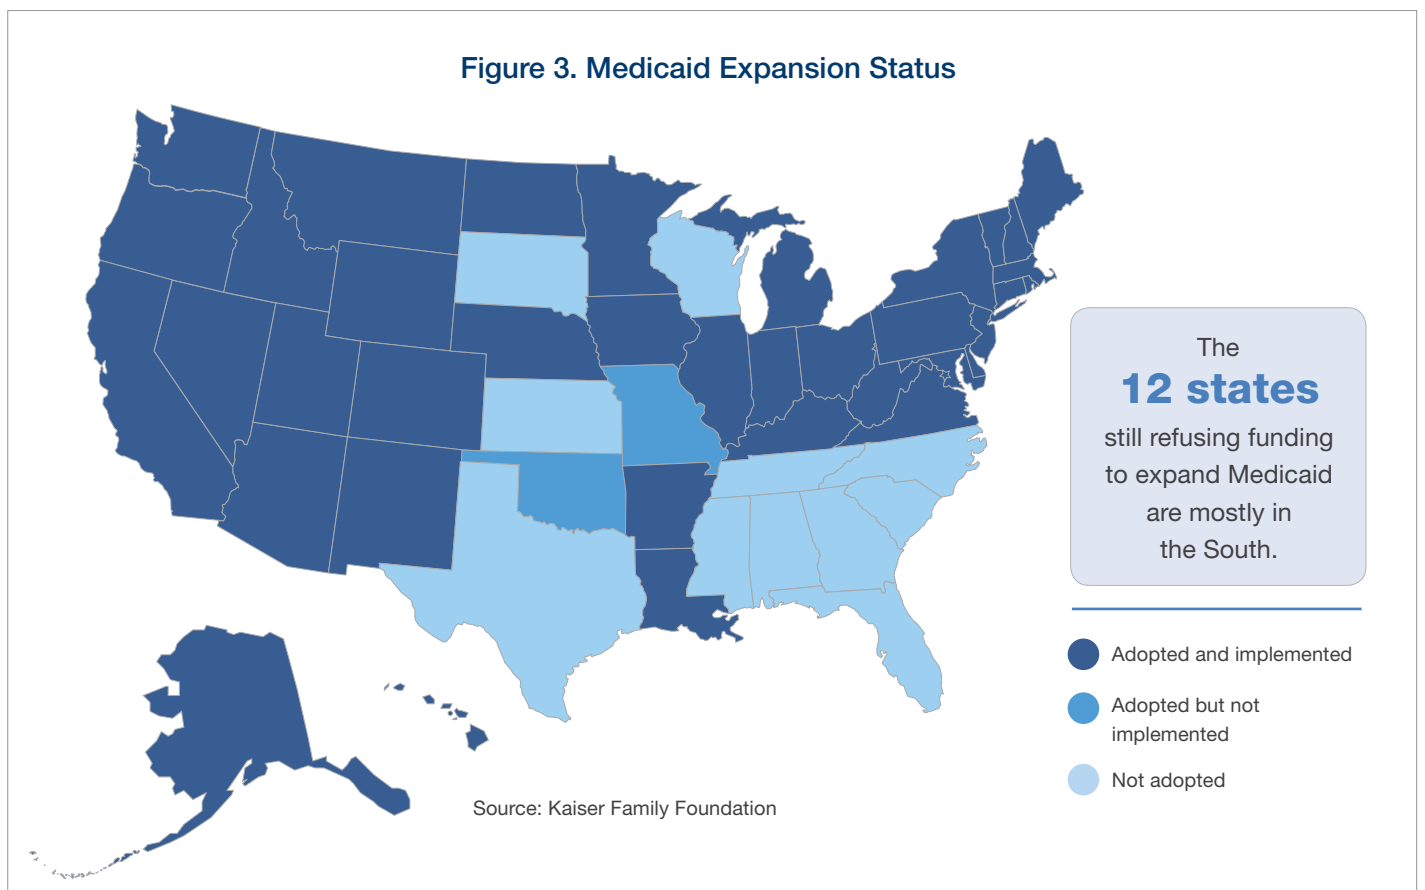 Figure 3. Medicaid Expansion Status
The
12 states
still refusing funding
to expand Medicaid
are mostly in
the South.
Adopted and implemented
Adopted but not
implemented
Not adopted
Source: Kaiser Family Foundation